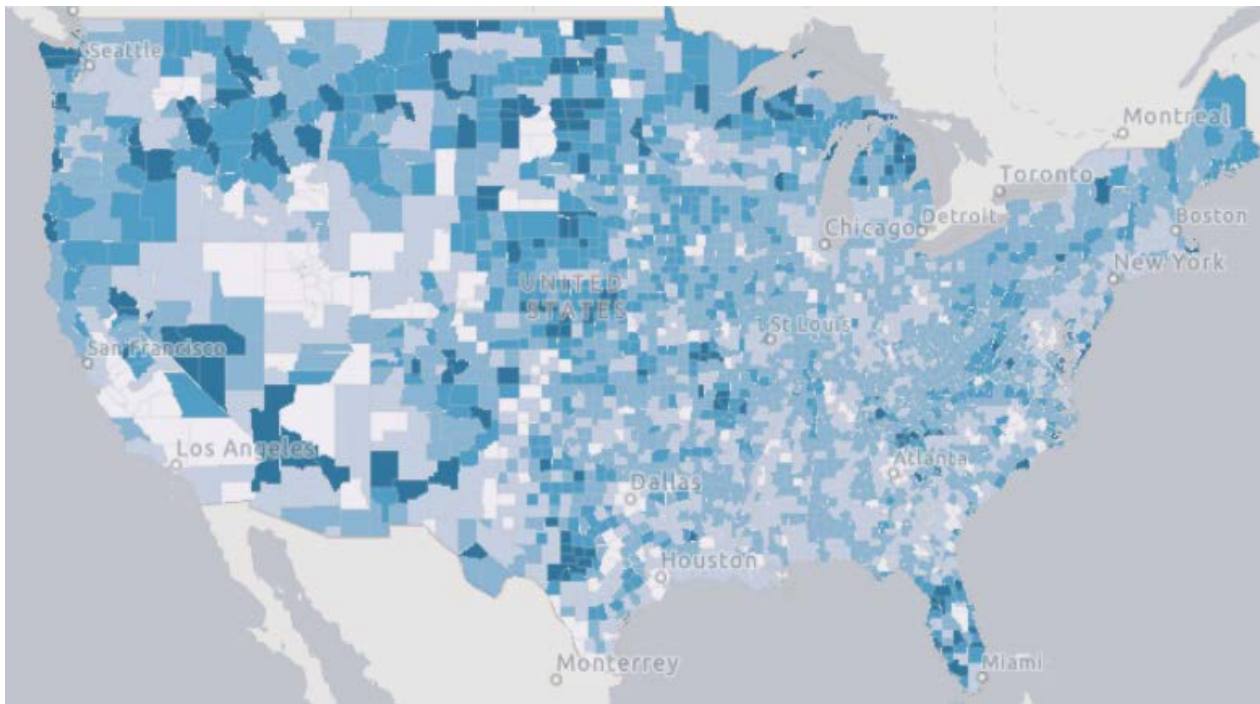 Seattle
Montreal
Toronto
Boston
Chicago
Detroit
New York
UNITED
STATES
St Louis
San Francisco
Los Angeles
Atlanta
Dallas
Houston
Monterrey
Miami